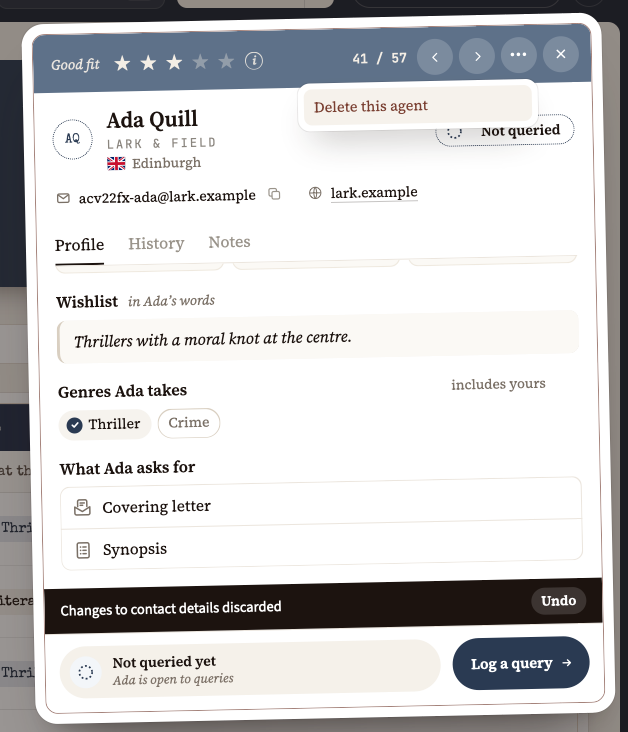 Good fit
41 / 57
Delete this agent
AQ
Ada Quill
LARK & FIELD
Edinburgh
Not queried
acv22fx-ada@lark.example
lark.example
Profile History Notes
Wishlist in Ada's words
Thrillers with a moral knot at the centre.
Genres Ada takes
includes yours
Thriller Crime
What Ada asks for
Covering letter
Synopsis
Changes to contact details discarded
Undo
Not queried yet
Ada is open to queries
Log a query →